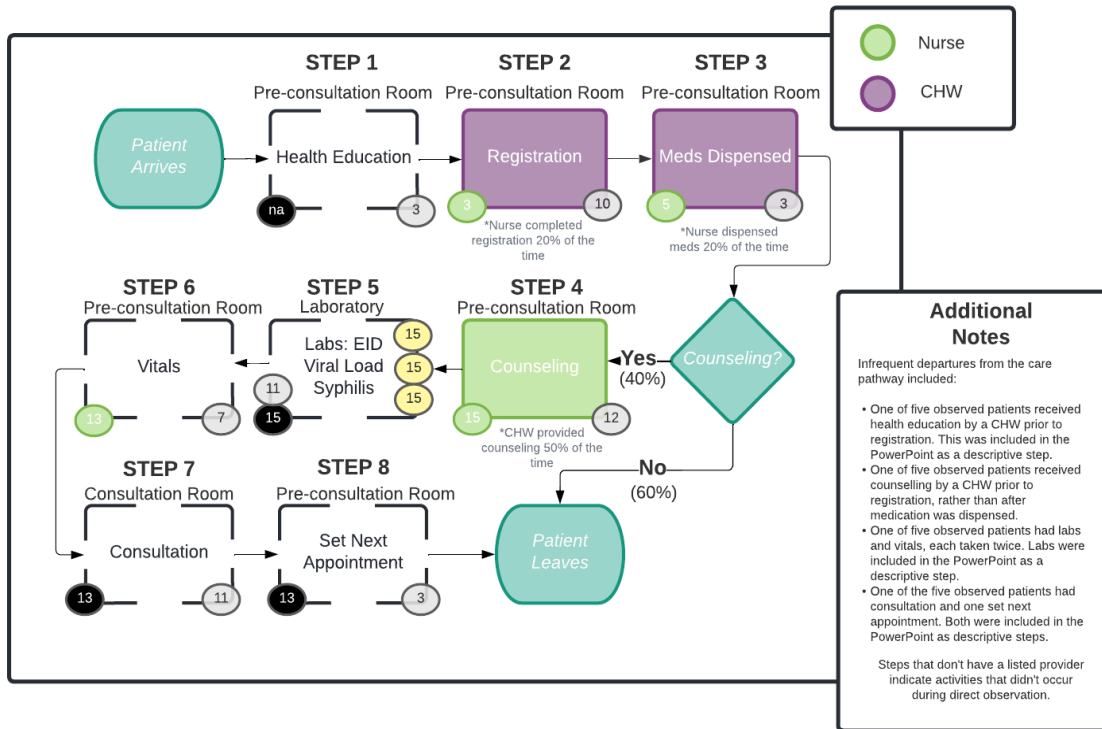 Nurse
CHW
STEP 1
Pre-consultation Room
Patient
Arrives
Health Education
na
3
STEP 2
Pre-consultation Room
Registration
3
10
*Nurse completed
registration 20% of the
time
STEP 3
Pre-consultation Room
Meds Dispensed
5
3
*Nurse dispensed
meds 20% of the time
Counseling?
Yes
(40%)
No
(60%)
STEP 4
Pre-consultation Room
Counseling
15
12
*CHW provided
counseling 50% of the
time
STEP 5
Laboratory
Labs: EID
Viral Load
Syphilis
15
15
15
11
15
STEP 6
Pre-consultation Room
Vitals
13
7
STEP 7
Consultation Room
Consultation
13
11
STEP 8
Pre-consultation Room
Set Next
Appointment
13
3
Patient
Leaves
Additional
Notes
Infrequent departures from the care
pathway included:
• One of five observed patients received
health education by a CHW prior to
registration. This was included in the
PowerPoint as a descriptive step.
• One of five observed patients received
counselling by a CHW prior to
registration, rather than after
medication was dispensed.
• One of five observed patients had labs
and vitals, each taken twice. Labs were
included in the PowerPoint as a
descriptive step.
• One of the five observed patients had
consultation and one set next
appointment. Both were included in the
PowerPoint as descriptive steps.
Steps that don't have a listed provider
indicate activities that didn't occur
during direct observation.